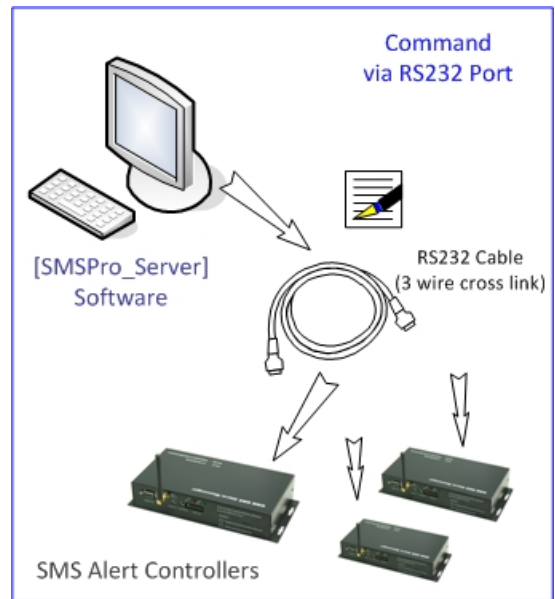 Command
via RS232 Port
[SMSPro_Server]
Software
RS232 Cable
(3 wire cross link)
SMS Alert Controllers